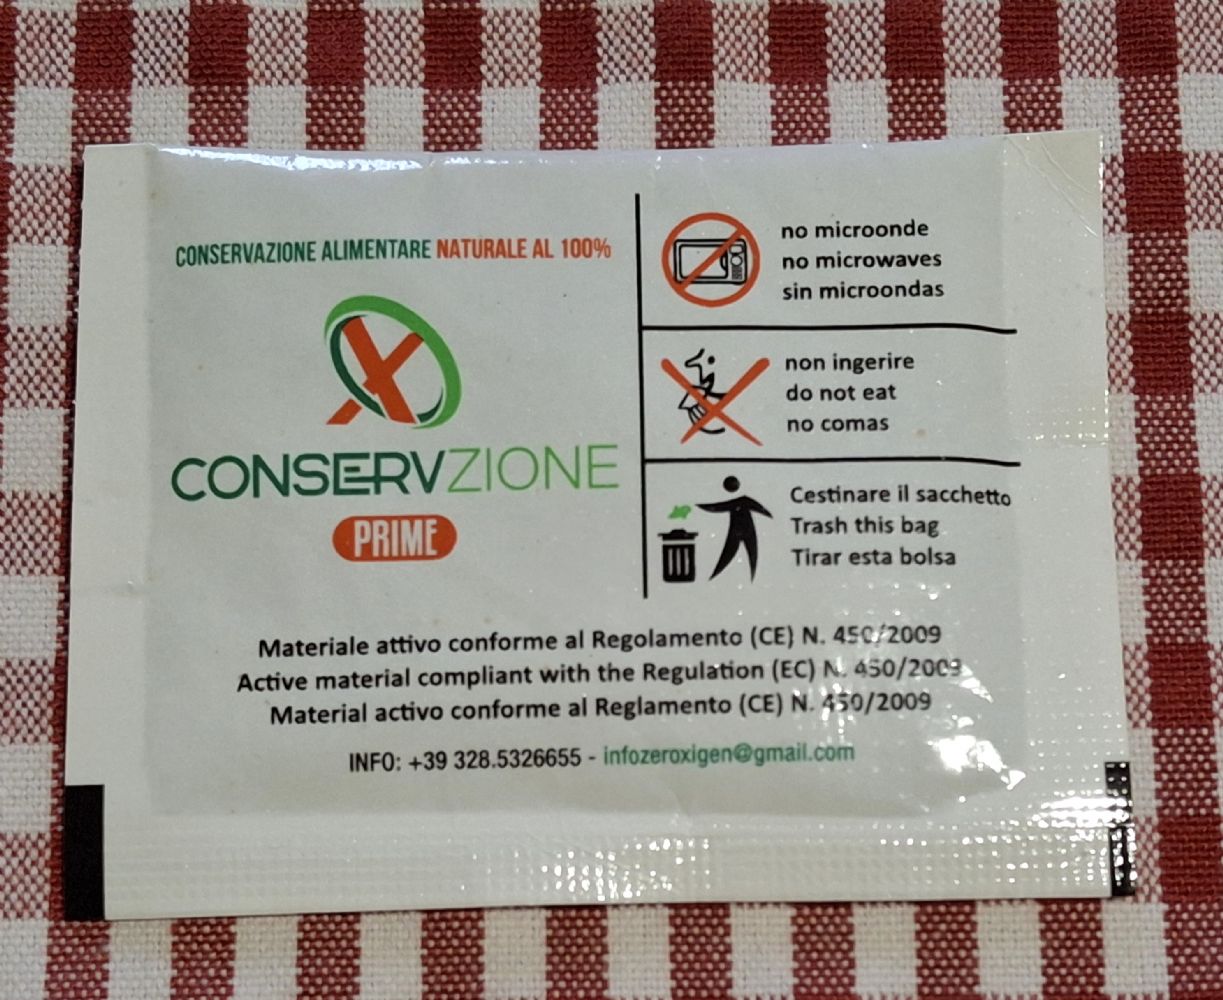 CONSERVAZIONE ALIMENTARE NATURALE AL 100%
X
CONSERVZIONE
PRIME
no microonde
no microwaves
sin microondas
non ingerire
do not eat
no comas
Cestinare il sacchetto
Trash this bag
Tirar esta bolsa
Materiale attivo conforme al Regolamento (CE) N. 450/2009
Active material compliant with the Regulation (EC) N. 450/2009
Material activo conforme al Reglamento (CE) N. 450/2009
INFO: +39 328.5326655 - infozeroxigen@gmail.com